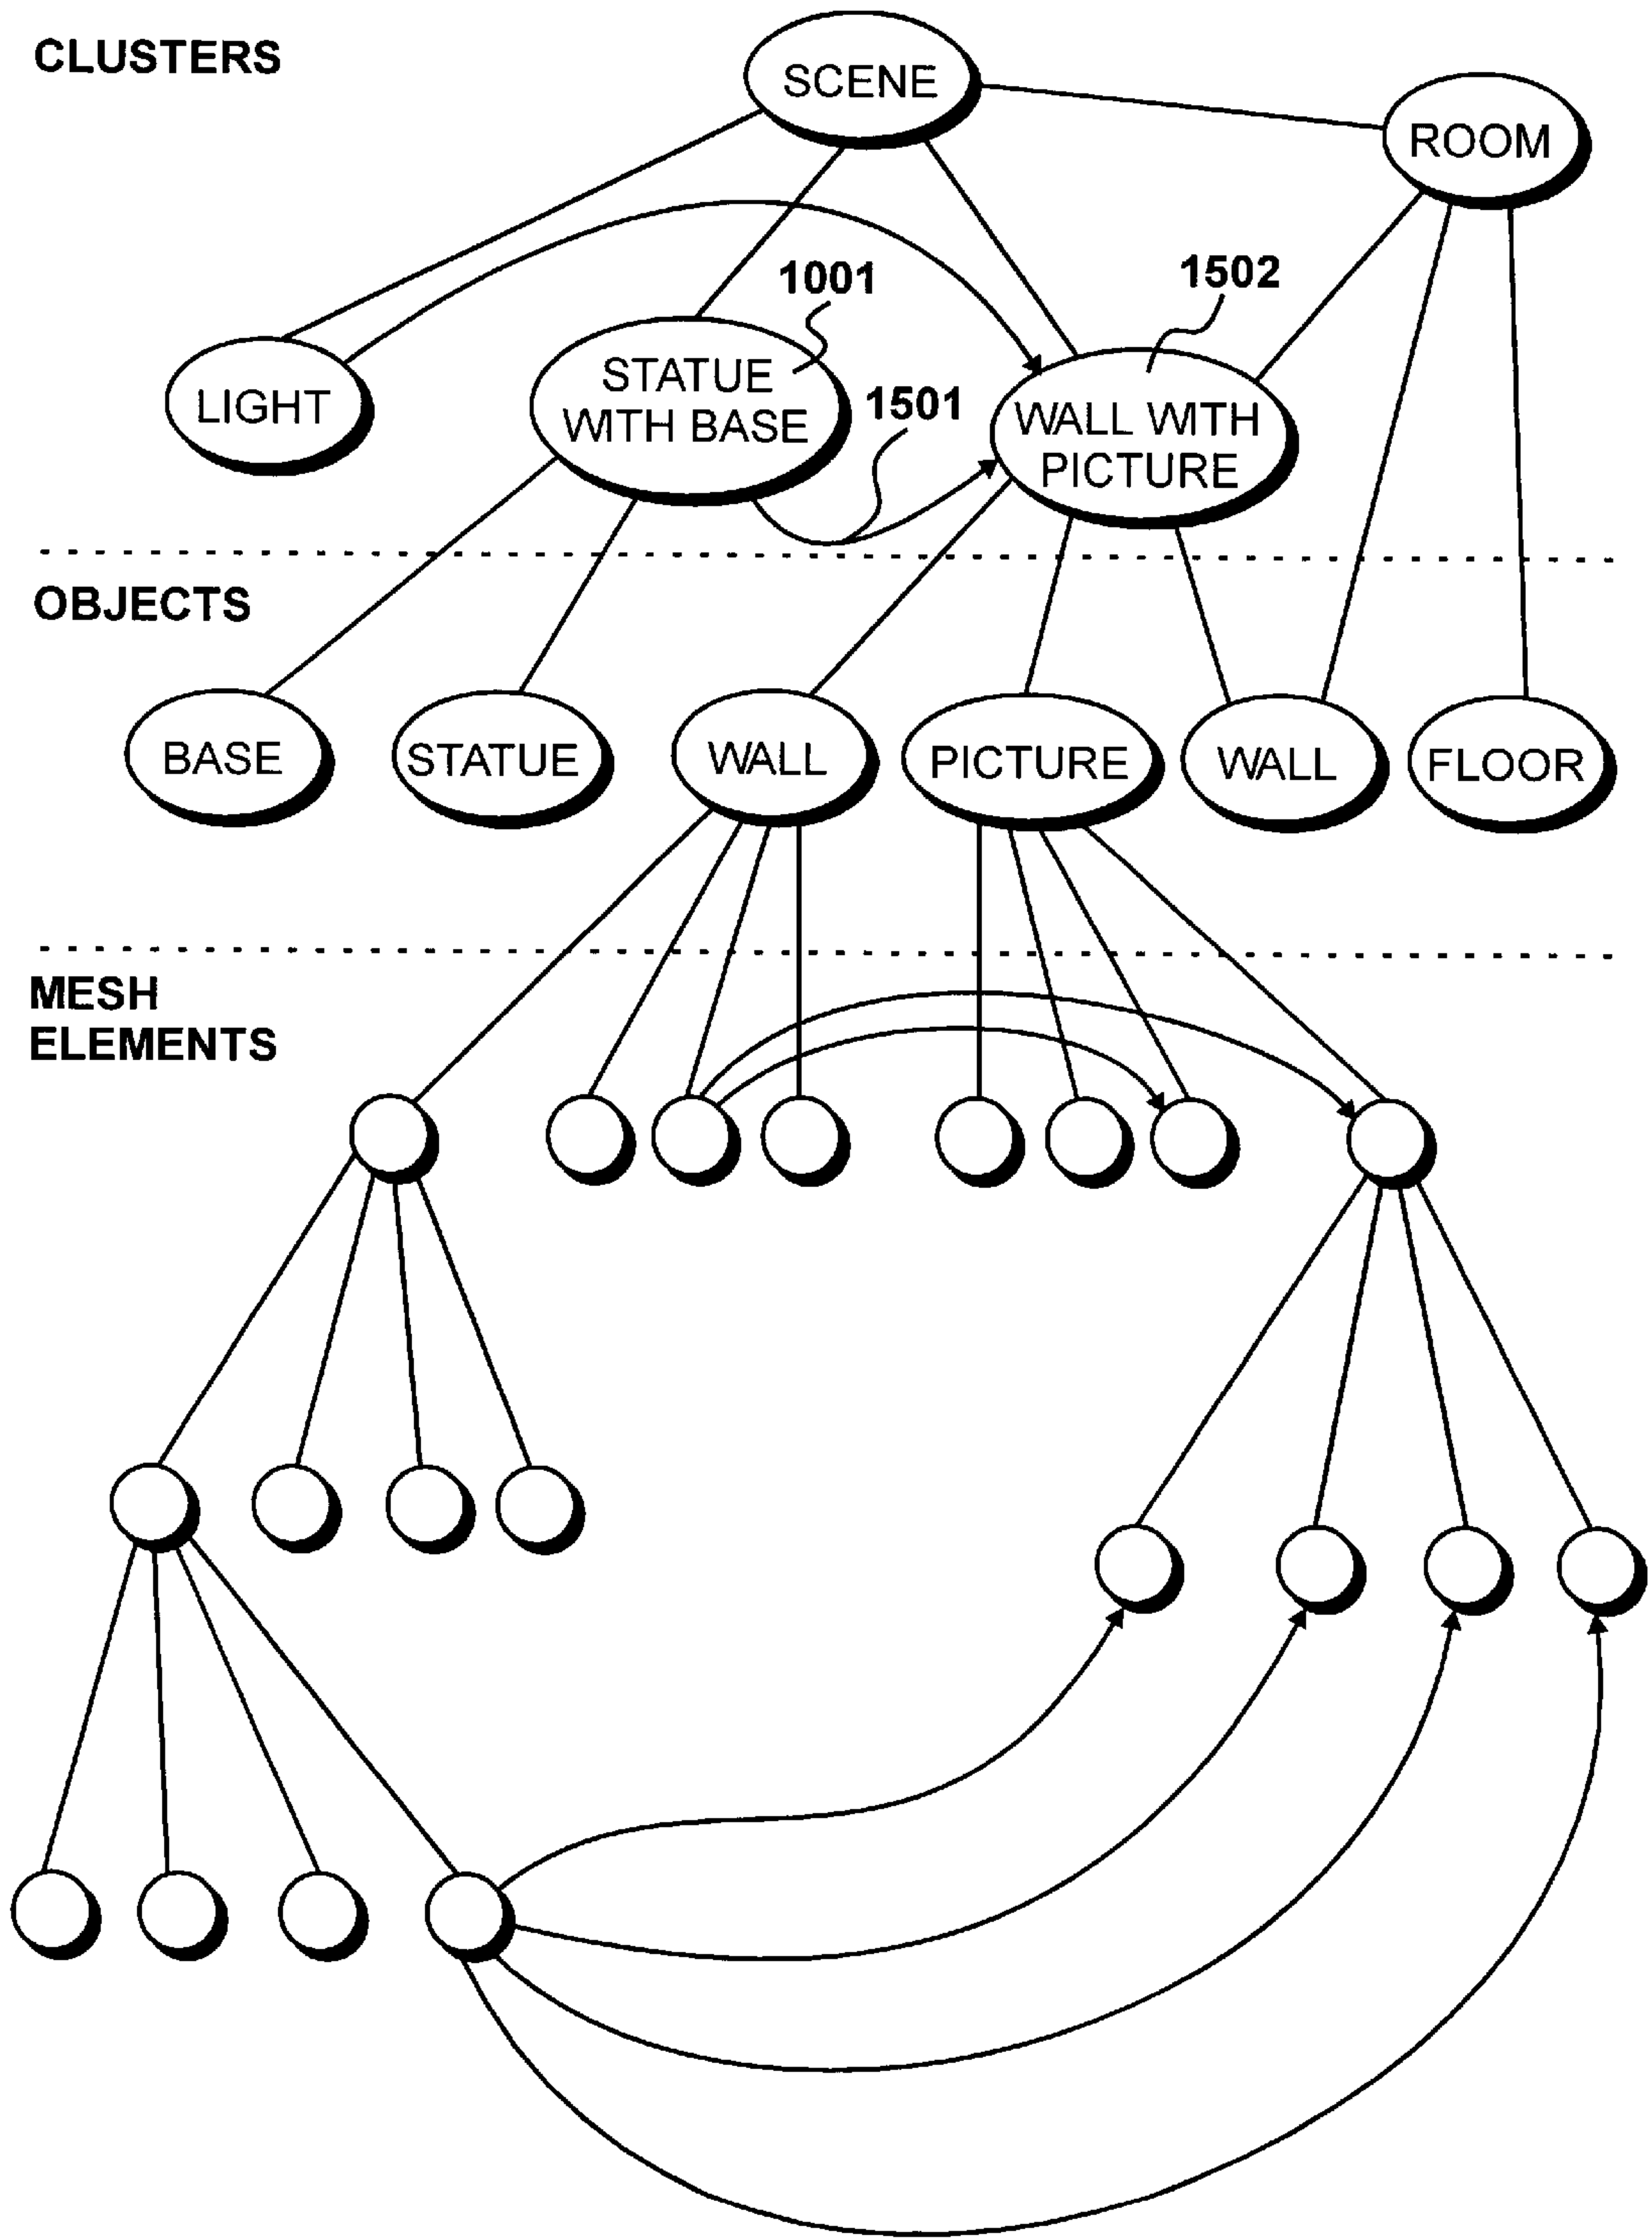 CLUSTERS
SCENE
ROOM
1001
1502
LIGHT
STATUE
WITH BASE
1501
WALL WITH
PICTURE
OBJECTS
BASE
STATUE
WALL
PICTURE
WALL
FLOOR
MESH
ELEMENTS